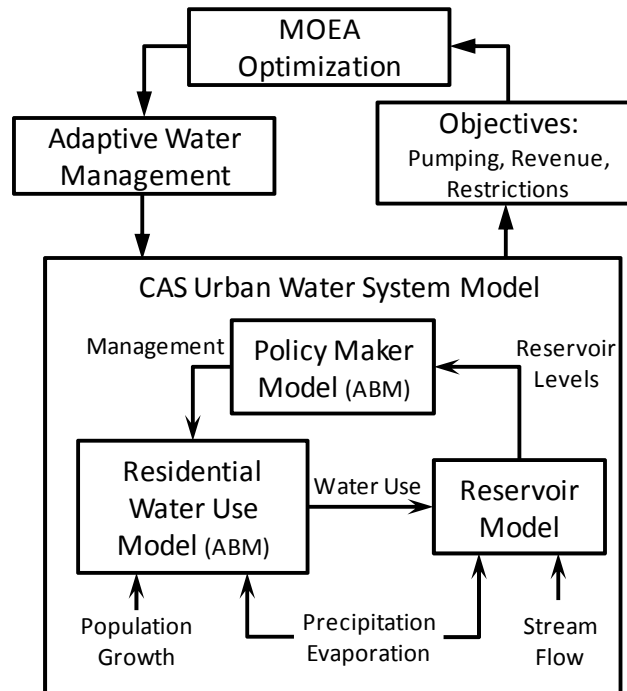 MOEA
Optimization
Adaptive Water
Management
Objectives:
Pumping, Revenue,
Restrictions
CAS Urban Water System Model
Management
Policy Maker
Model (ABM)
Reservoir
Levels
Residential
Water Use
Model (ABM)
Water Use
Reservoir
Model
Population
Growth
Precipitation
Evaporation
Stream
Flow